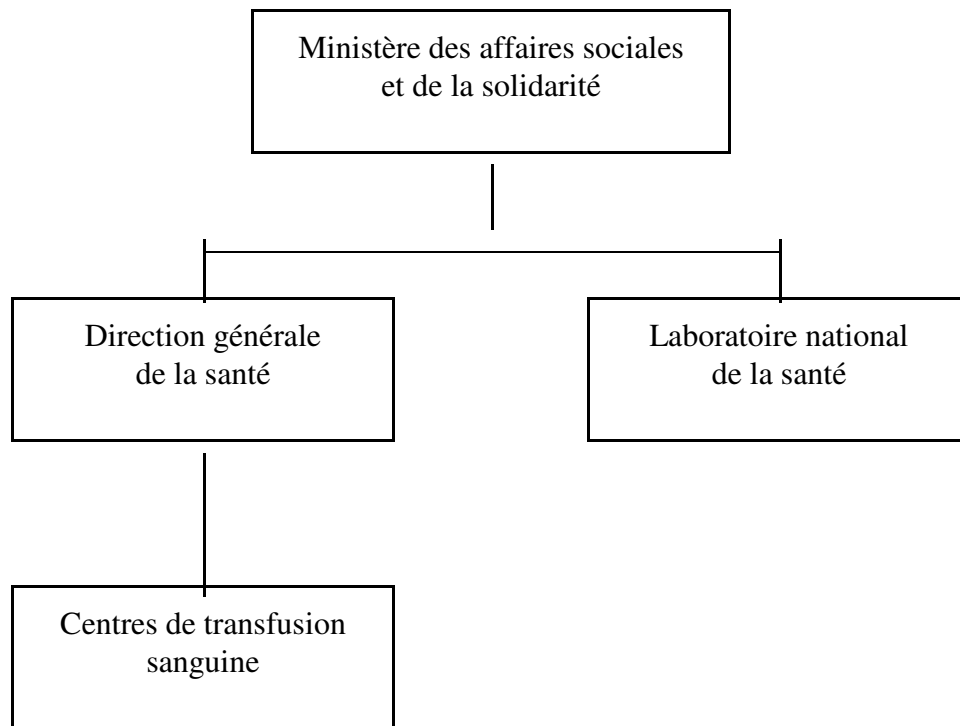 Ministère des affaires sociales
et de la solidarité
Direction générale
de la santé
Laboratoire national
de la santé
Centres de transfusion
sanguine